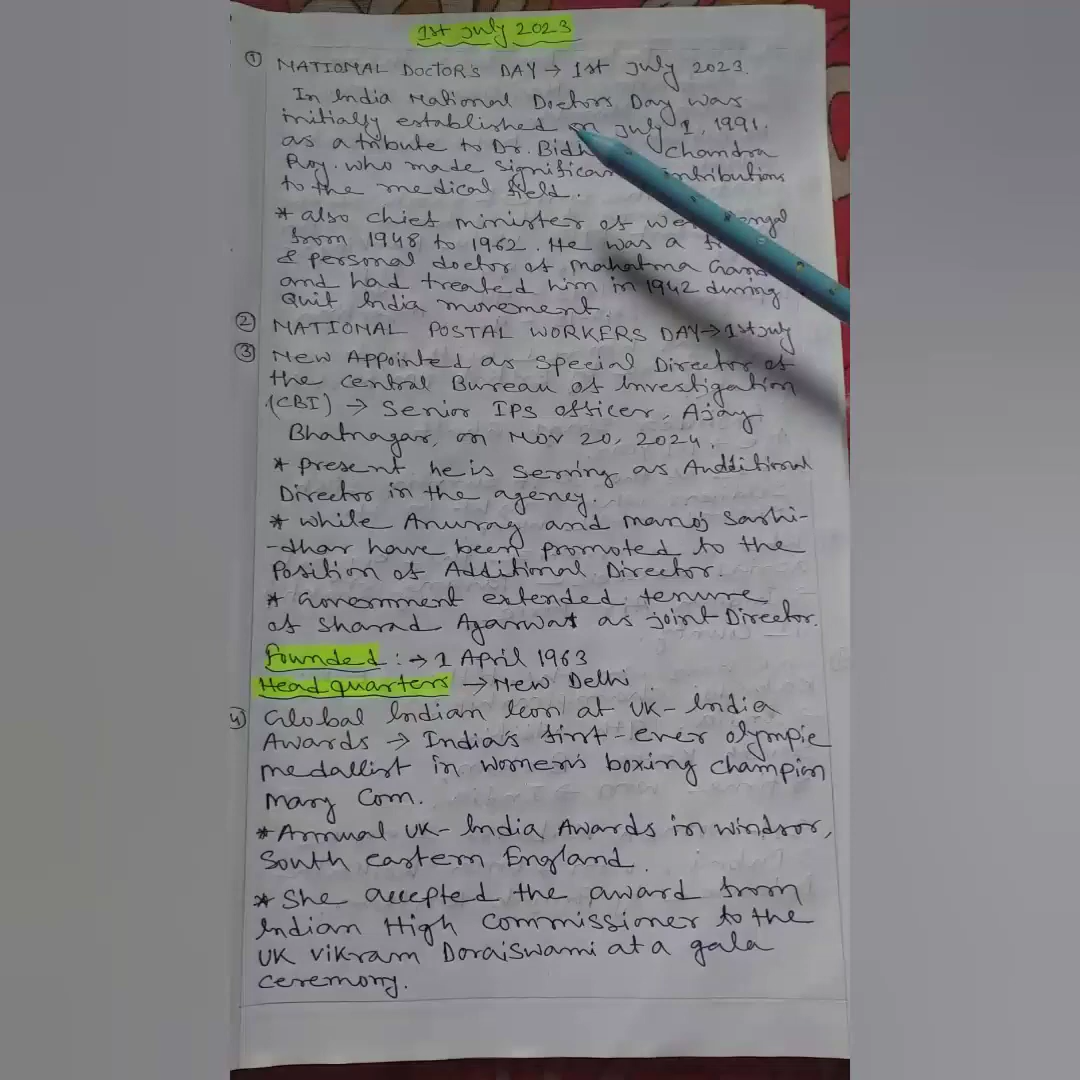 1st July 2023
① NATIONAL DOCTOR'S DAY → 1st July 2023.
In India National Doctors Day was
initially established on July 1, 1991.
as a tribute to Dr. Bidh chandra
Roy. who made significan ntributions
to the medical field.
* also chief minister of Wes Bengal
from 1948 to 1962. He was a
& personal doctor of Mahatma Gand
and had treated him in 1942 during
Quit India movement.
② NATIONAL POSTAL WORKERS DAY → 1st July
③ New Appointed as Special Director of
the Central Bureau of Investigation
(CBI) → Senior IPS officer, Ajay
Bhatnagar, on Nov 20, 2024.
* Present he is serving as Audditional
Director in the agency.
* while Anurag and Manoj Sashi-
-dhar have been promoted to the
Position of Additional Director.
* Government extended tenure
of Sharad Agarwal as joint Director.
Founded : → 1 April 1963
Headquarters → New Delhi
4) Global Indian Icon at UK-India
Awards → India's first-ever olympic
medallist in women's boxing champion
Mary Com.
* Annual UK-India Awards in Windsor,
South eastern England.
* She accepted the award from
Indian High Commissioner to the
UK Vikram Doraiswami at a gala
ceremony.